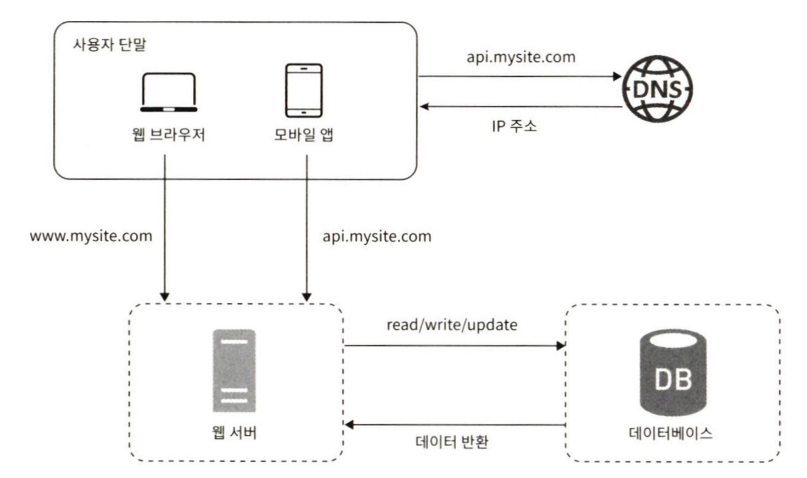 사용자 단말
웹 브라우저
모바일 앱
api.mysite.com
DNS
IP 주소
www.mysite.com
api.mysite.com
read/write/update
웹 서버
데이터 반환
DB
데이터베이스